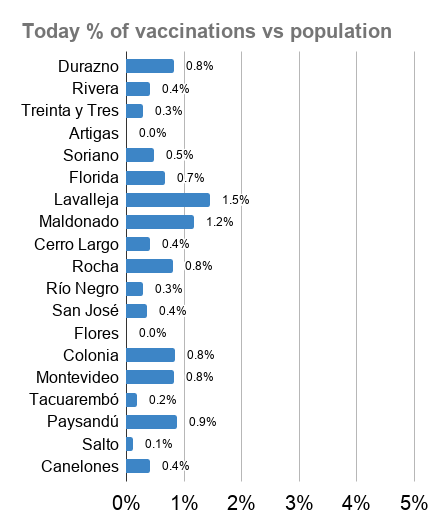 Today % of vaccinations vs population
Durazno 0.8%
Rivera 0.4%
Treinta y Tres 0.3%
Artigas 0.0%
Soriano 0.5%
Florida 0.7%
Lavalleja 1.5%
Maldonado 1.2%
Cerro Largo 0.4%
Rocha 0.8%
Río Negro 0.3%
San José 0.4%
Flores 0.0%
Colonia 0.8%
Montevideo 0.8%
Tacuarembó 0.2%
Paysandú 0.9%
Salto 0.1%
Canelones 0.4%
0% 1% 2% 3% 4% 5%